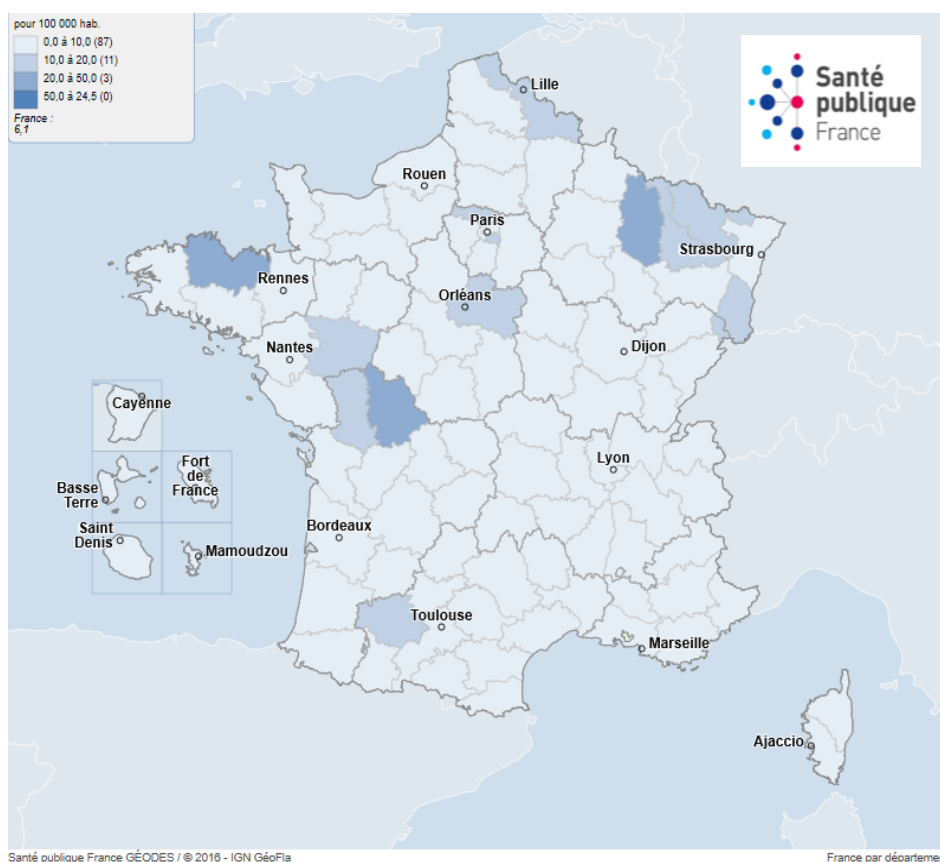 pour 100 000 hab.
0,0 à 10,0 (87)
10,0 à 20,0 (11)
20,0 à 50,0 (3)
50,0 à 24,5 (0)
France :
6,1
Santé
publique
France
Lille
Rouen
Paris
Strasbourg
Rennes
Orléans
Nantes
Dijon
Cayenne
Lyon
Fort
de
France
Basse
Terre
Saint
Denis
Bordeaux
Mamoudzou
Toulouse
Marseille
Ajaccio
Santé publique France GÉODES / © 2016 - IGN GéoFla
France par départeme